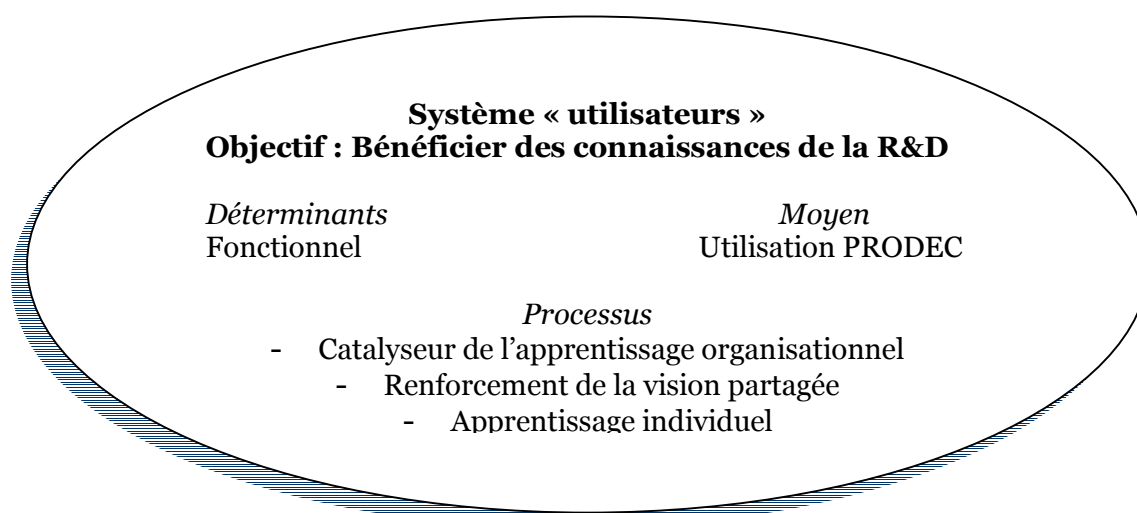 Système « utilisateurs »
Objectif : Bénéficier des connaissances de la R&D
Déterminants
Fonctionnel
Moyen
Utilisation PRODEC
Processus
- Catalyseur de l’apprentissage organisationnel
- Renforcement de la vision partagée
- Apprentissage individuel